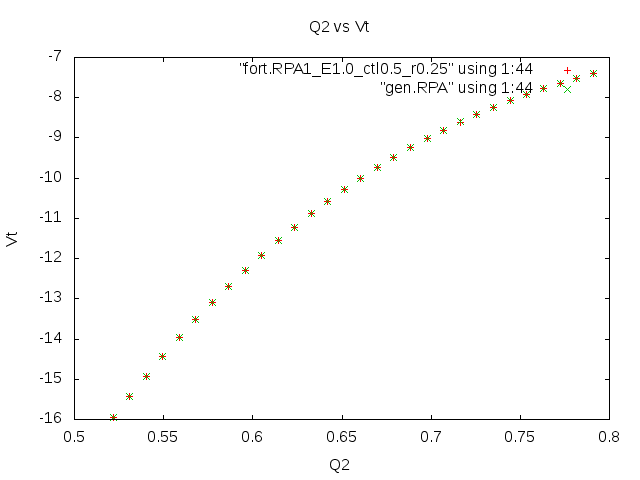 Q2 vs Vt
"fort.RPA1_E1.0_ctl0.5_r0.25" using 1:44
"gen.RPA" using 1:44
-7
-8
-9
-10
-11
-12
-13
-14
-15
-16
Vt
0.5 0.55 0.6 0.65 0.7 0.75 0.8
Q2